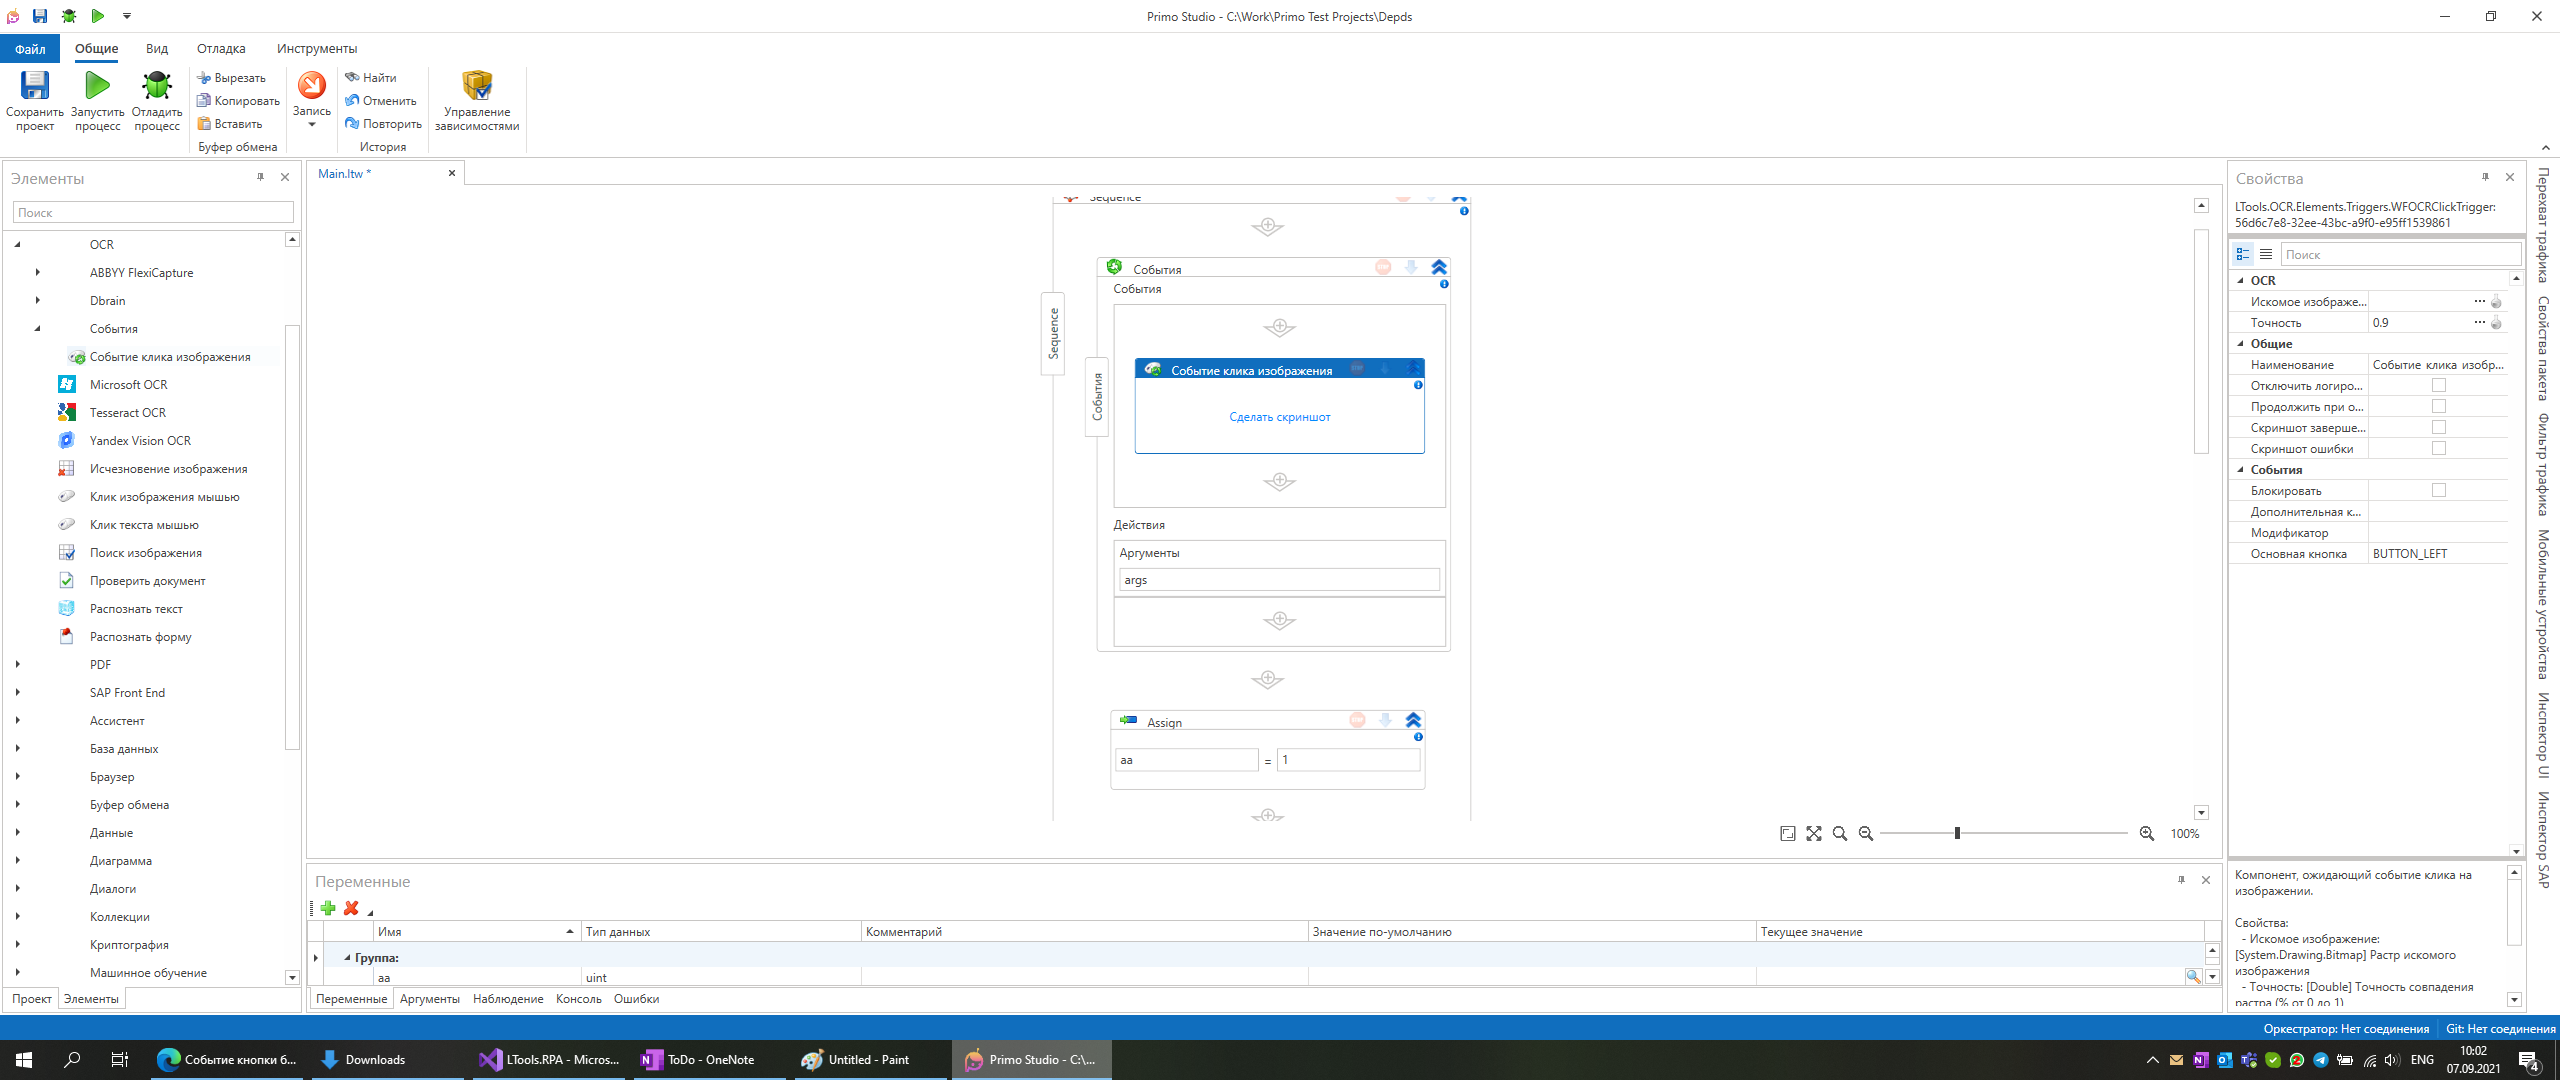 Primo Studio - C:\Work\Primo Test Projects\Depds
Файл
Общие
Вид
Отладка
Инструменты
Сохранить проект
Запустить процесс
Отладить процесс
Вырезать
Копировать
Вставить
Буфер обмена
Запись
Найти
Отменить
Повторить
История
Управление зависимостями
Элементы
Поиск
OCR
ABBYY FlexiCapture
Dbrain
События
Событие клика изображения
Microsoft OCR
Tesseract OCR
Yandex Vision OCR
Исчезновение изображения
Клик изображения мышью
Клик текста мышью
Поиск изображения
Проверить документ
Распознать текст
Распознать форму
PDF
SAP Front End
Ассистент
База данных
Браузер
Буфер обмена
Данные
Диаграмма
Диалоги
Коллекции
Криптография
Машинное обучение
Проект
Элементы
Main.ltw *
Sequence
Sequence
События
События
События
Событие клика изображения
Сделать скриншот
Действия
Аргументы
args
Assign
aa
=
1
100%
Переменные
Имя
Тип данных
Комментарий
Значение по-умолчанию
Текущее значение
Группа:
aa
uint
Переменные
Аргументы
Наблюдение
Консоль
Ошибки
Свойства
LTools.OCR.Elements.Triggers.WFOCRClickTrigger:
56d6c7e8-32ee-43bc-a9f0-e95ff1539861
Поиск
OCR
Искомое изображе...
Точность 0.9
Общие
Наименование Событие клика изобр...
Отключить логиро...
Продолжить при о...
Скриншот заверше...
Скриншот ошибки
События
Блокировать
Дополнительная к...
Модификатор
Основная кнопка BUTTON_LEFT
Компонент, ожидающий событие клика на
изображении.
Свойства:
- Искомое изображение:
[System.Drawing.Bitmap] Растр искомого
изображения
- Точность: [Double] Точность совпадения
растра (% от 0 до 1)
Перехват трафика
Свойства пакета
Фильтр трафика
Мобильные устройства
Инспектор UI
Инспектор SAP
Оркестратор: Нет соединения
Git: Нет соединения
Событие кнопки б...
Downloads
LTools.RPA - Micros...
ToDo - OneNote
Untitled - Paint
Primo Studio - C:\...
ENG
10:02
07.09.2021
4